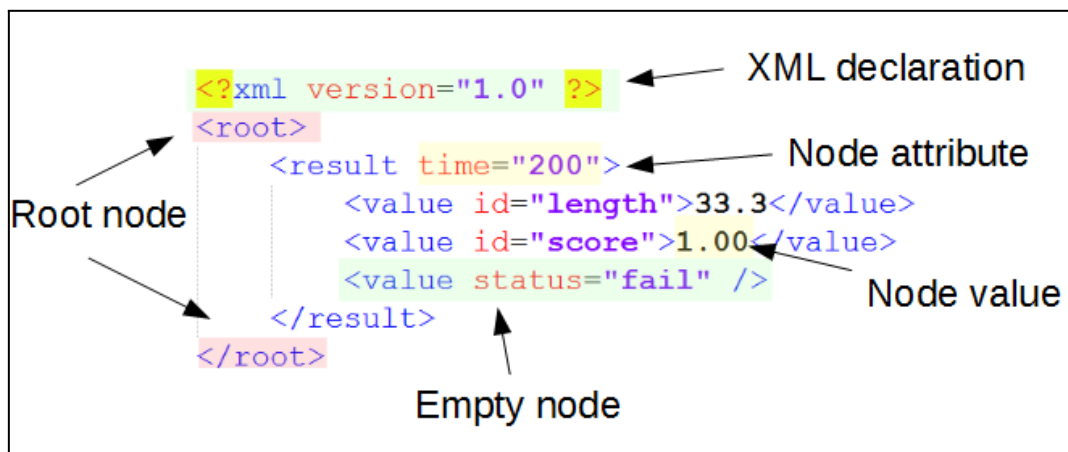 <?xml version="1.0" ?>
XML declaration
<root>
<result time="200">
Node attribute
Root node
<value id="length">33.3</value>
<value id="score">1.00</value>
<value status="fail" />
Node value
</result>
</root>
Empty node